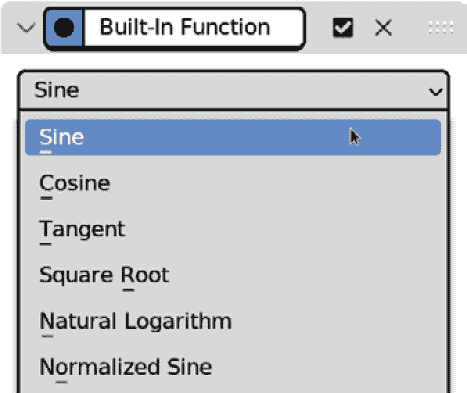 Built-In Function
Sine
Sine
Cosine
Tangent
Square Root
Natural Logarithm
Normalized Sine